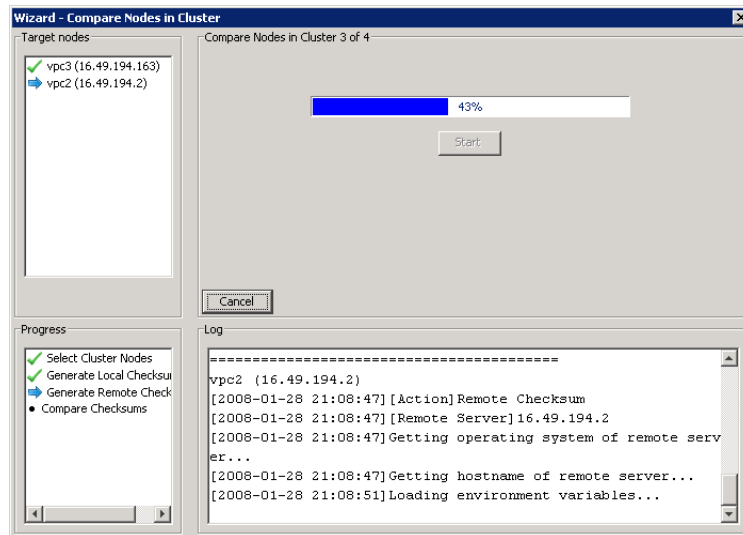 Wizard - Compare Nodes in Cluster
Target nodes
vpc3 (16.49.194.163)
vpc2 (16.49.194.2)
Compare Nodes in Cluster 3 of 4
43%
Start
Cancel
Progress
Select Cluster Nodes
Generate Local Checksu
Generate Remote Check
Compare Checksums
Log
=========================================
vpc2 (16.49.194.2)
[2008-01-28 21:08:47][Action]Remote Checksum
[2008-01-28 21:08:47][Remote Server]16.49.194.2
[2008-01-28 21:08:47]Getting operating system of remote serv
er...
[2008-01-28 21:08:47]Getting hostname of remote server...
[2008-01-28 21:08:51]Loading environment variables...